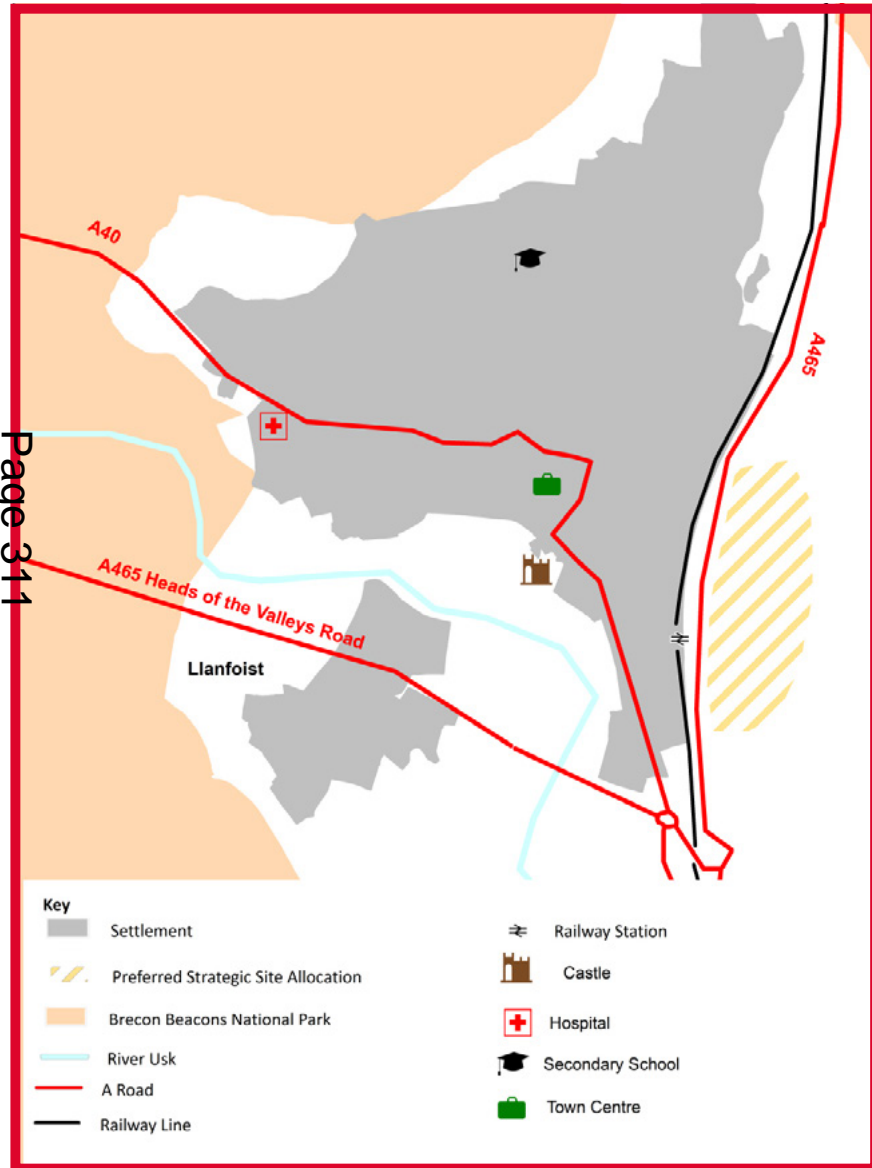 A40
A465
Page 311
A465 Heads of the Valleys Road
Llanfoist
Key
Settlement
Preferred Strategic Site Allocation
Brecon Beacons National Park
River Usk
A Road
Railway Line
Railway Station
Castle
Hospital
Secondary School
Town Centre